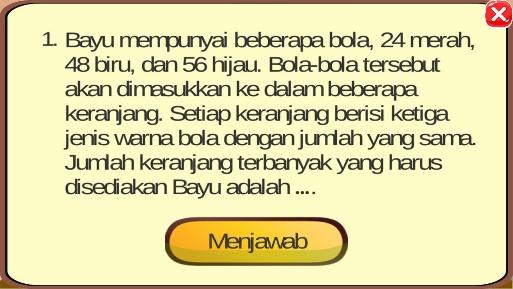 1. Bayu mempunyai beberapa bola, 24 merah,
48 biru, dan 56 hijau. Bola-bola tersebut
akan dimasukkan ke dalam beberapa
keranjang. Setiap keranjang berisi ketiga
jenis warna bola dengan jumlah yang sama.
Jumlah keranjang terbanyak yang harus
disediakan Bayu adalah ....
Menjawab